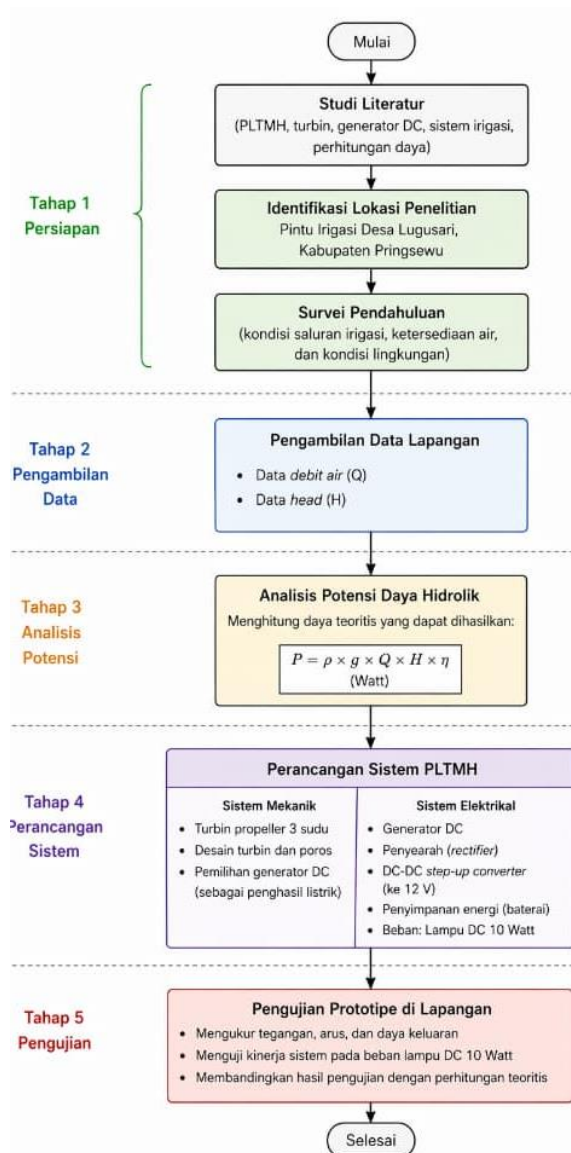 Mulai
Tahap 1
Persiapan
Studi Literatur
(PLTMH, turbin, generator DC, sistem irigasi,
perhitungan daya)
Identifikasi Lokasi Penelitian
Pintu Irigasi Desa Lugusari,
Kabupaten Pringsewu
Survei Pendahuluan
(kondisi saluran irigasi, ketersediaan air,
dan kondisi lingkungan)
Tahap 2
Pengambilan
Data
Pengambilan Data Lapangan
• Data debit air (Q)
• Data head (H)
Tahap 3
Analisis
Potensi
Analisis Potensi Daya Hidrolik
Menghitung daya teoritis yang dapat dihasilkan:
P = ρ × g × Q × H × η
(Watt)
Tahap 4
Perancangan
Sistem
Perancangan Sistem PLTMH
Sistem Mekanik
• Turbin propeller 3 sudu
• Desain turbin dan poros
• Pemilihan generator DC
(sebagai penghasil listrik)
Sistem Elektrikal
• Generator DC
• Penyearah (rectifier)
• DC-DC step-up converter
(ke 12 V)
• Penyimpanan energi (baterai)
• Beban: Lampu DC 10 Watt
Tahap 5
Pengujian
Pengujian Prototipe di Lapangan
• Mengukur tegangan, arus, dan daya keluaran
• Menguji kinerja sistem pada beban lampu DC 10 Watt
• Membandingkan hasil pengujian dengan perhitungan teoritis
Selesai